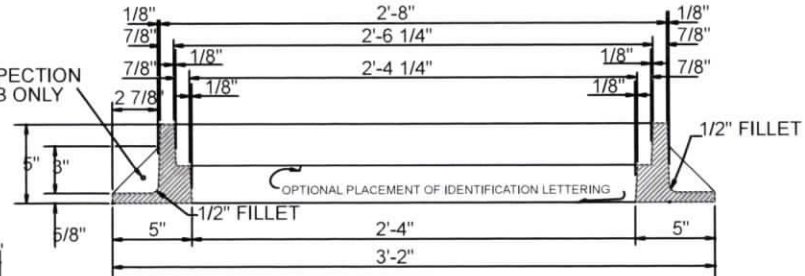 1/8" 2'-8" 1/8"
7/8" 2'-6 1/4" 7/8"
1/8" 1/8"
7/8" 2'-4 1/4" 7/8"
1/8" 1/8"
PECTION
B ONLY
2 7/8"
1/2" FILLET
5" 3"
OPTIONAL PLACEMENT OF IDENTIFICATION LETTERING
1/2" FILLET
5/8" 5" 2'-4" 5"
3'-2"